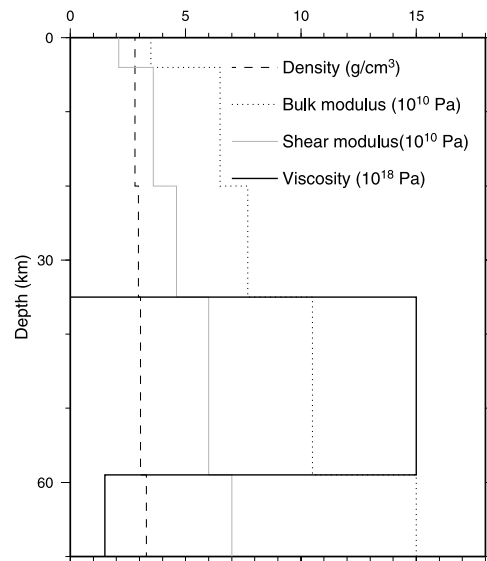 0 5 10 15
0
Density (g/cm³)
Bulk modulus (10¹⁰ Pa)
Shear modulus(10¹⁰ Pa)
Viscosity (10¹⁸ Pa)
30
Depth (km)
60